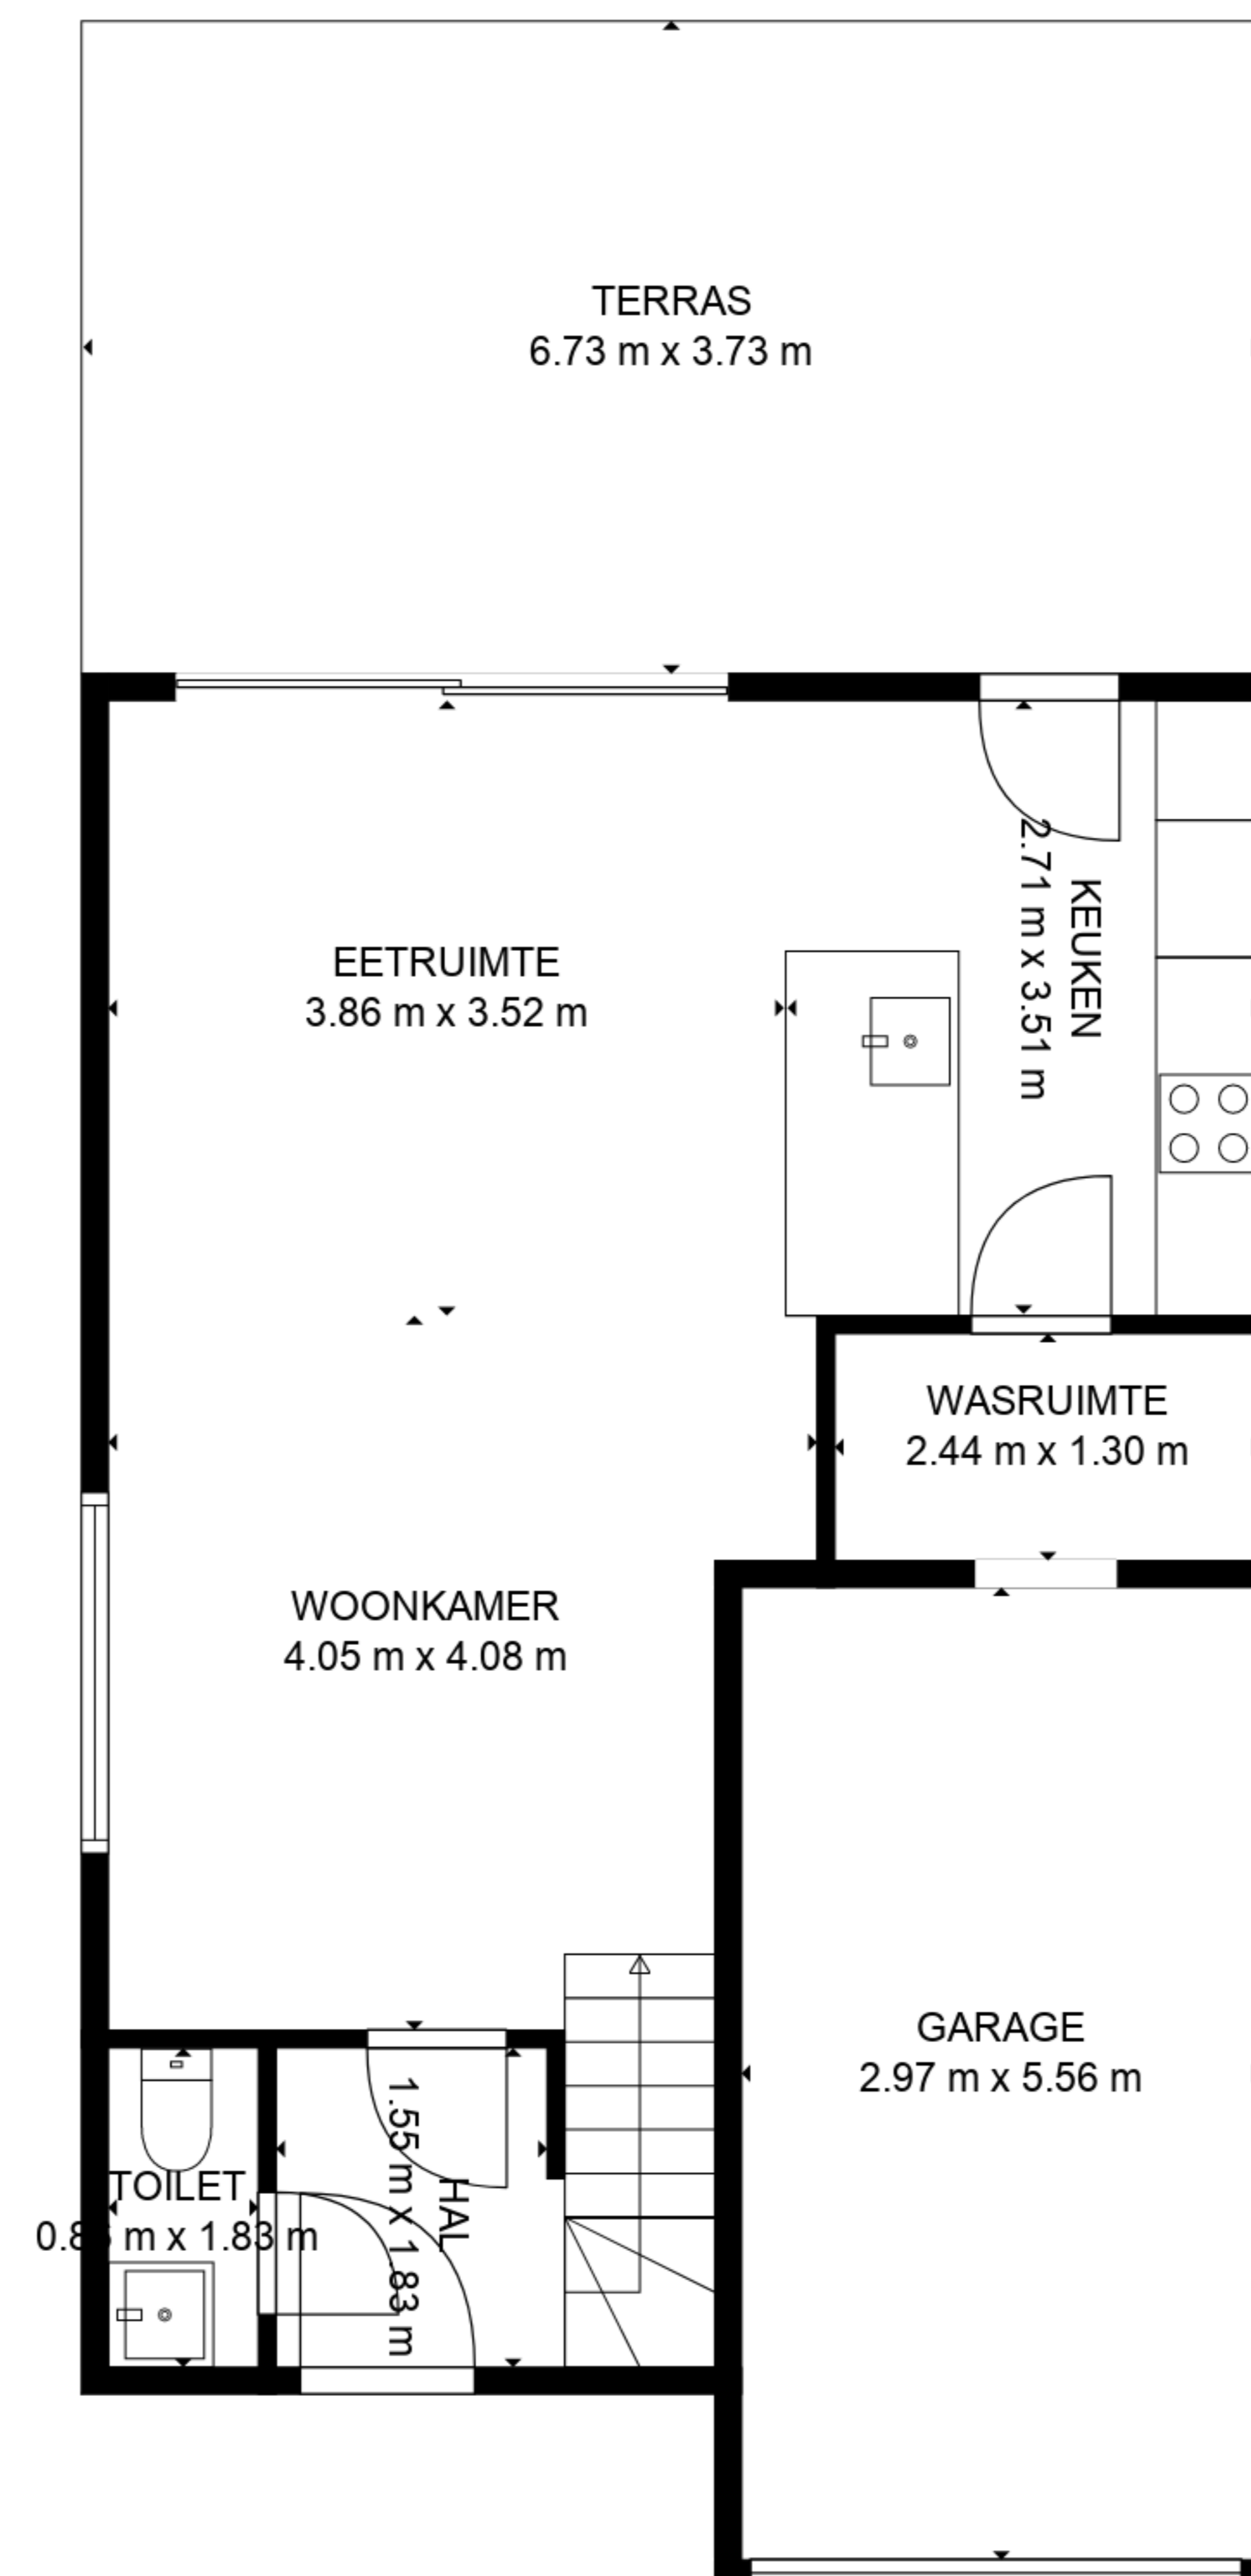 TERRAS
6.73 m x 3.73 m
EETRUIMTE
3.86 m x 3.52 m
KEUKEN
2.71 m x 3.51 m
WASRUIMTE
2.44 m x 1.30 m
WOONKAMER
4.05 m x 4.08 m
GARAGE
2.97 m x 5.56 m
TOILET
m x 1.83 m
HAL
1.55 m x 1.83 m